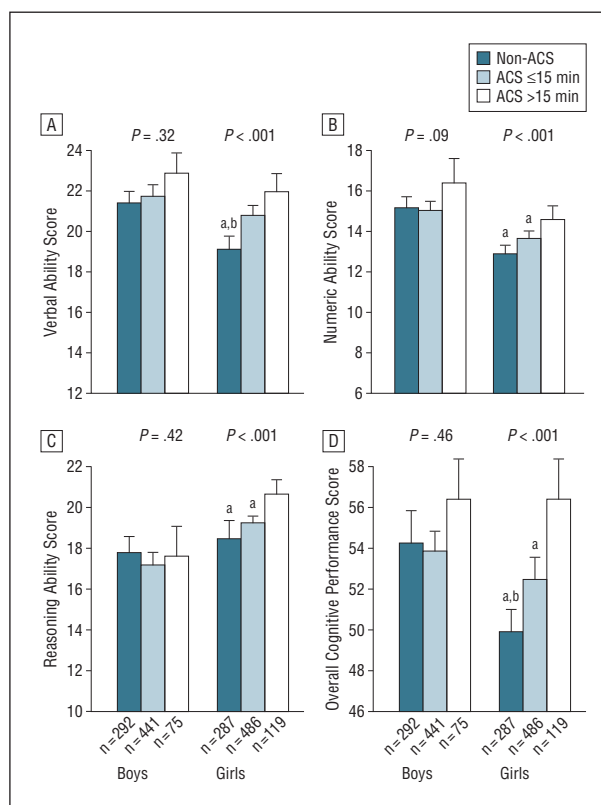 Non-ACS
ACS ≤15 min
ACS >15 min
A
P = .32
P < .001
Verbal Ability Score
24
22
20
18
16
14
12
a,b
B
P = .09
P < .001
Numeric Ability Score
18
16
14
12
10
8
6
a
a
C
P = .42
P < .001
Reasoning Ability Score
22
20
18
16
14
12
10
a
a
n=292
n=441
n=75
n=287
n=486
n=119
Boys
Girls
D
P = .46
P < .001
Overall Cognitive Performance Score
58
56
54
52
50
48
46
a,b
a
n=292
n=441
n=75
n=287
n=486
n=119
Boys
Girls